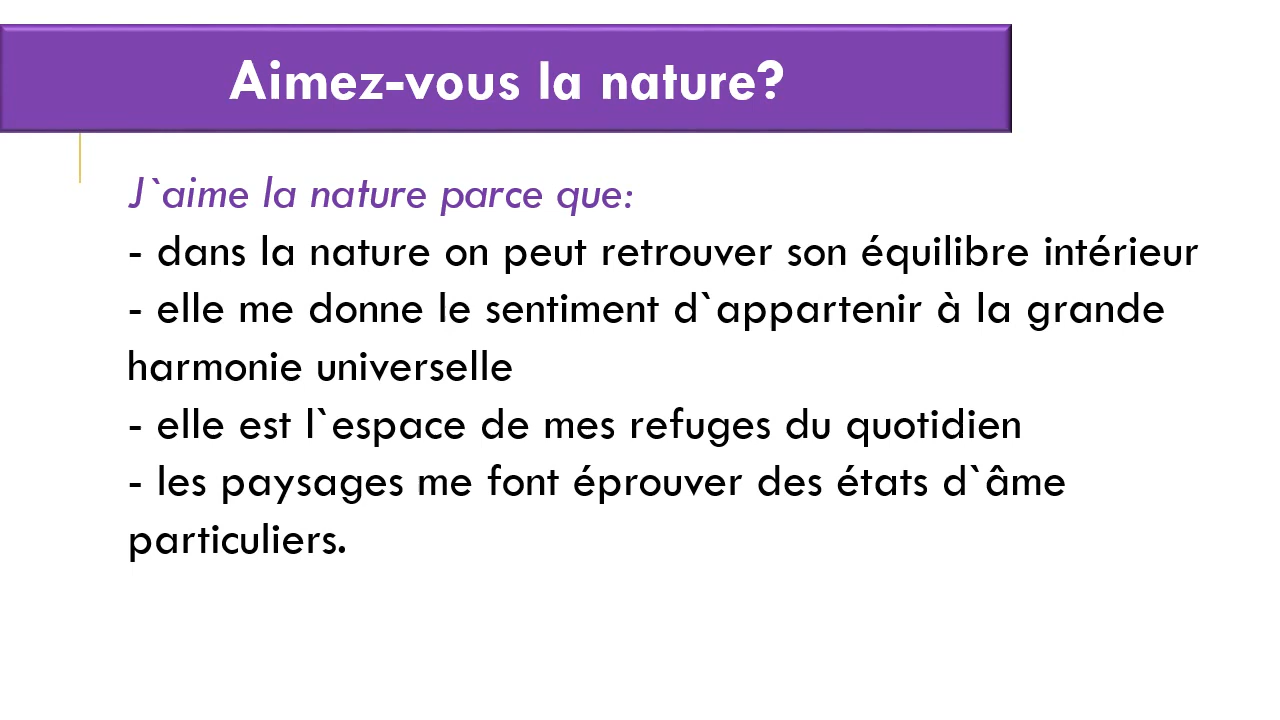 Aimez-vous la nature?
J`aime la nature parce que:
- dans la nature on peut retrouver son équilibre intérieur
- elle me donne le sentiment d`appartenir à la grande
harmonie universelle
- elle est l`espace de mes refuges du quotidien
- les paysages me font éprouver des états d`âme
particuliers.